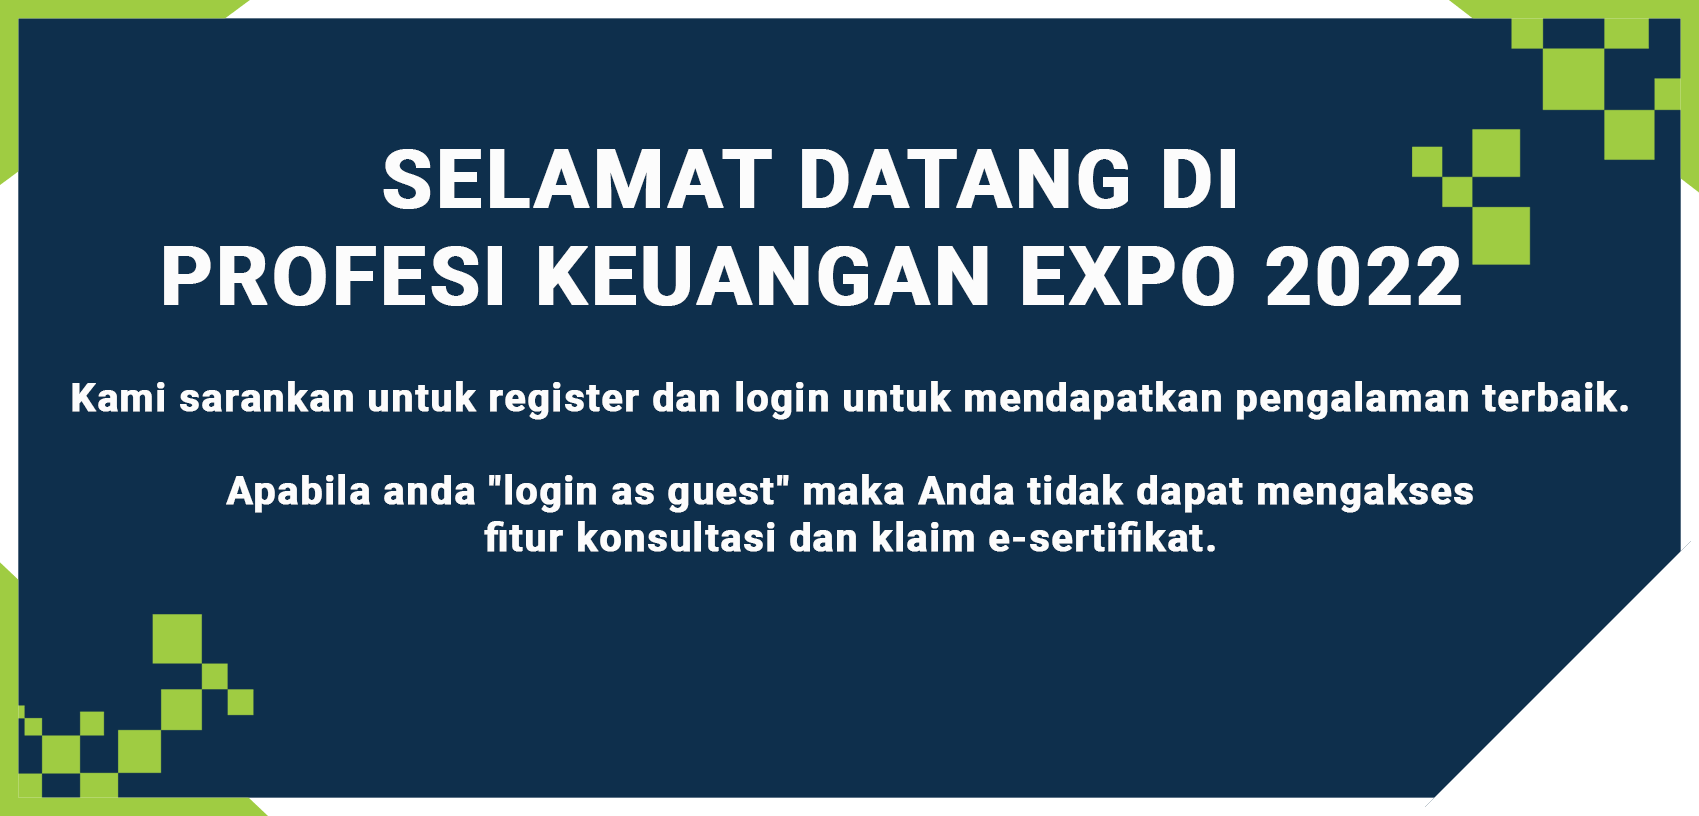 SELAMAT DATANG DI
PROFESI KEUANGAN EXPO 2022
Kami sarankan untuk register dan login untuk mendapatkan pengalaman terbaik.
Apabila anda "login as guest" maka Anda tidak dapat mengakses
fitur konsultasi dan klaim e-sertifikat.